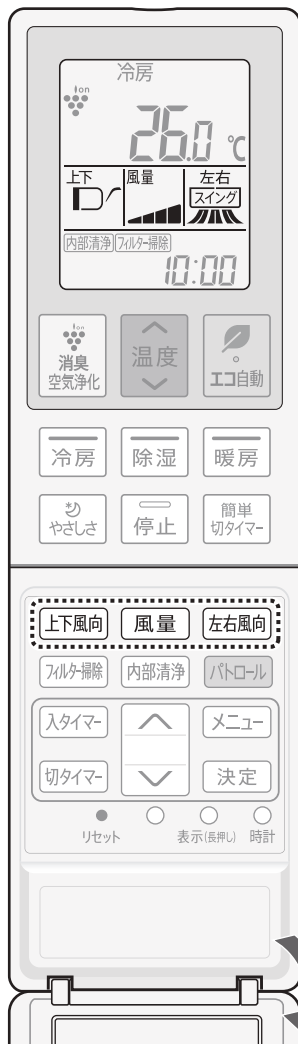 冷房
ion
26.0 ℃
上下 風量 左右
スイング
内部清浄 フィルター掃除
10:00
ion
消臭
空気浄化
温度
エコ自動
冷房 除湿 暖房
やさしさ 停止 簡単
切タイマー
上下風向 風量 左右風向
フィルター掃除 内部清浄 パトロール
入タイマー メニュー
切タイマー 決定
リセット 表示(長押し) 時計